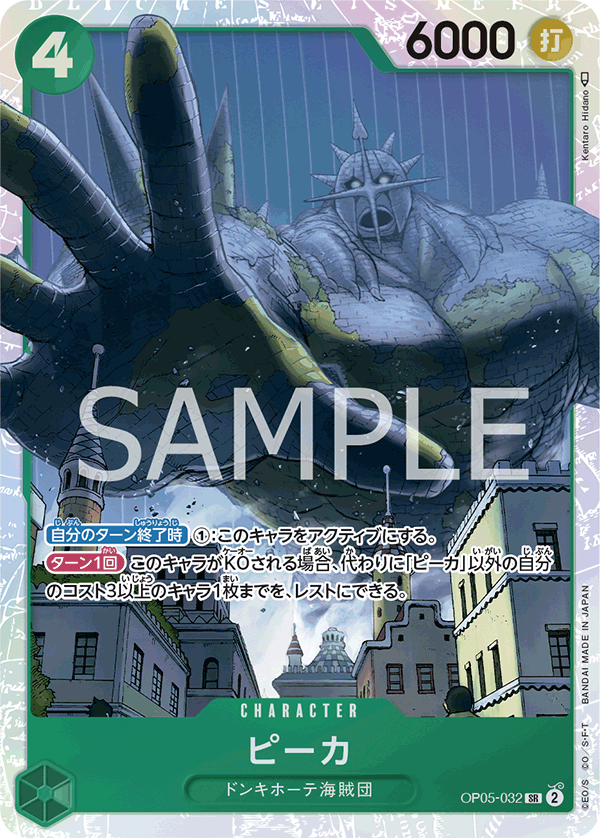 4
6000 打
Kentaro Hidano
SAMPLE
自分のターン終了時 ①:このキャラをアクティブにする。
ターン1回 このキャラがKOされる場合、代わりに「ピーカ」以外の自分
のコスト3以上のキャラ1枚までを、レストにできる。
CHARACTER
ピーカ
ドンキホーテ海賊団
OP05-032 SR 2
©EO/S ©O/S・F・T BANDAI MADE IN JAPAN